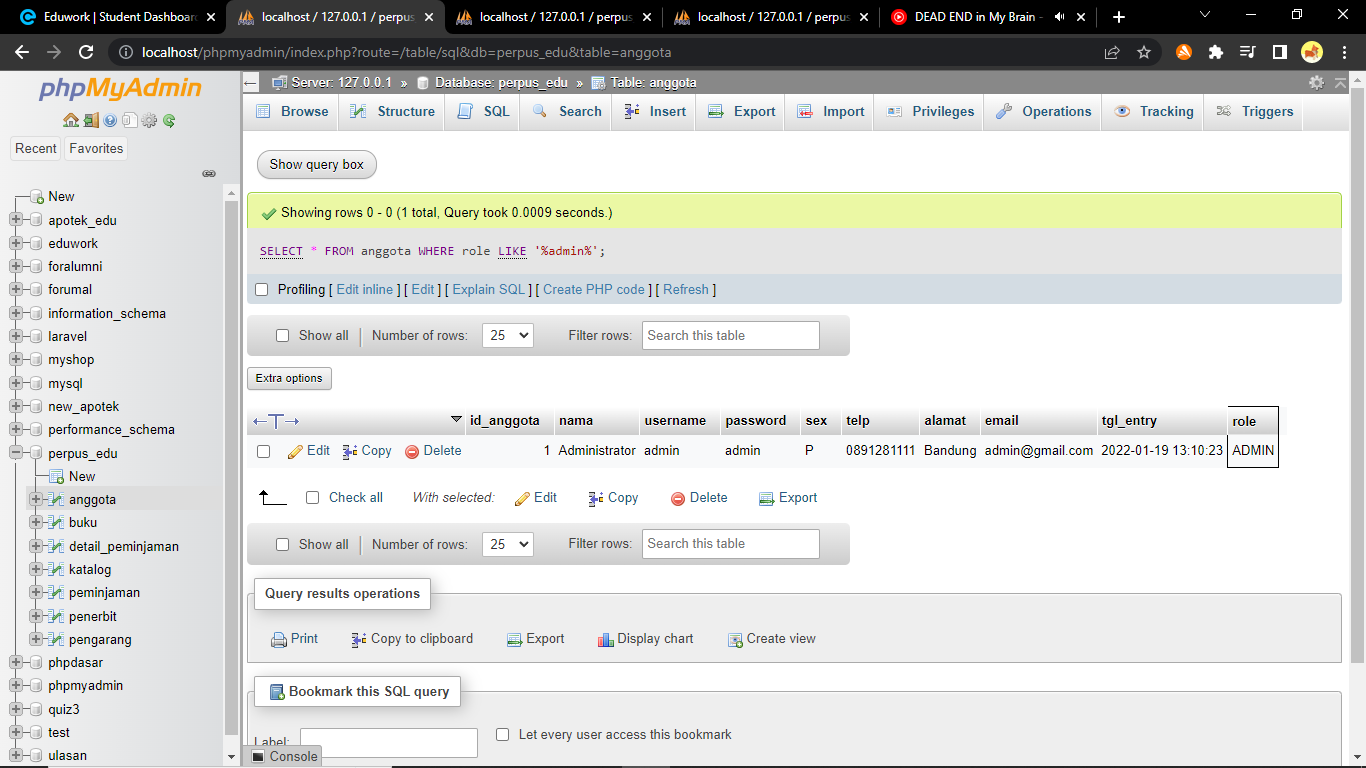 Eduwork | Student Dashboar
localhost / 127.0.0.1 / perpus
localhost / 127.0.0.1 / perpus
localhost / 127.0.0.1 / perpus
DEAD END in My Brain -
localhost/phpmyadmin/index.php?route=/table/sql&db=perpus_edu&table=anggota
phpMyAdmin
Recent Favorites
New
apotek_edu
eduwork
foralumni
forumal
information_schema
laravel
myshop
mysql
new_apotek
performance_schema
perpus_edu
New
anggota
buku
detail_peminjaman
katalog
peminjaman
penerbit
pengarang
phpdasar
phpmyadmin
quiz3
test
ulasan
Server: 127.0.0.1 » Database: perpus_edu » Table: anggota
Browse Structure SQL Search Insert Export Import Privileges Operations Tracking Triggers
Show query box
Showing rows 0 - 0 (1 total, Query took 0.0009 seconds.)
SELECT * FROM anggota WHERE role LIKE '%admin%';
Profiling [ Edit inline ] [ Edit ] [ Explain SQL ] [ Create PHP code ] [ Refresh ]
Show all | Number of rows: 25 Filter rows: Search this table
Extra options
←T→ id_anggota nama username password sex telp alamat email tgl_entry role
Edit Copy Delete 1 Administrator admin admin P 0891281111 Bandung admin@gmail.com 2022-01-19 13:10:23 ADMIN
Check all With selected: Edit Copy Delete Export
Show all | Number of rows: 25 Filter rows: Search this table
Query results operations
Print Copy to clipboard Export Display chart Create view
Bookmark this SQL query
Label: Let every user access this bookmark
Console